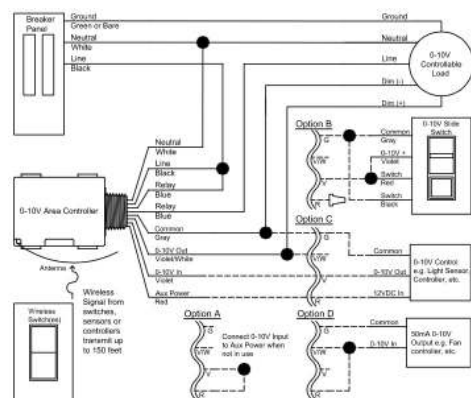 Breaker
Panel
Ground
Green or Bare
Neutral
White
Line
Black
Ground
Neutral
Line
Dim (-)
Dim (+)
0-10V
Controllable
Load
Option B
G
V/W
V
R
Common
Gray
0-10V +
Violet
Switch
Red
Switch
Black
0-10V Slide
Switch
0-10V Area Controller
Neutral
White
Line
Black
Relay
Blue
Relay
Blue
Common
Gray
0-10V Out
Violet/White
0-10V In
Violet
Aux Power
Red
Option C
G
V/W
V
R
Common
0-10V Out
12VDC In
0-10V Control
e.g. Light Sensor,
Controller, etc.
Antenna
Wireless
Signal from
switches,
sensors or
controllers
transmit up
to 150 feet
Wireless
Switch(es)
Option A
G
V/W
V
R
Connect 0-10V Input
to Aux Power when
not in use
Option D
G
V/W
V
R
Common
0-10V In
50mA 0-10V
Output e.g. Fan
controller, etc.